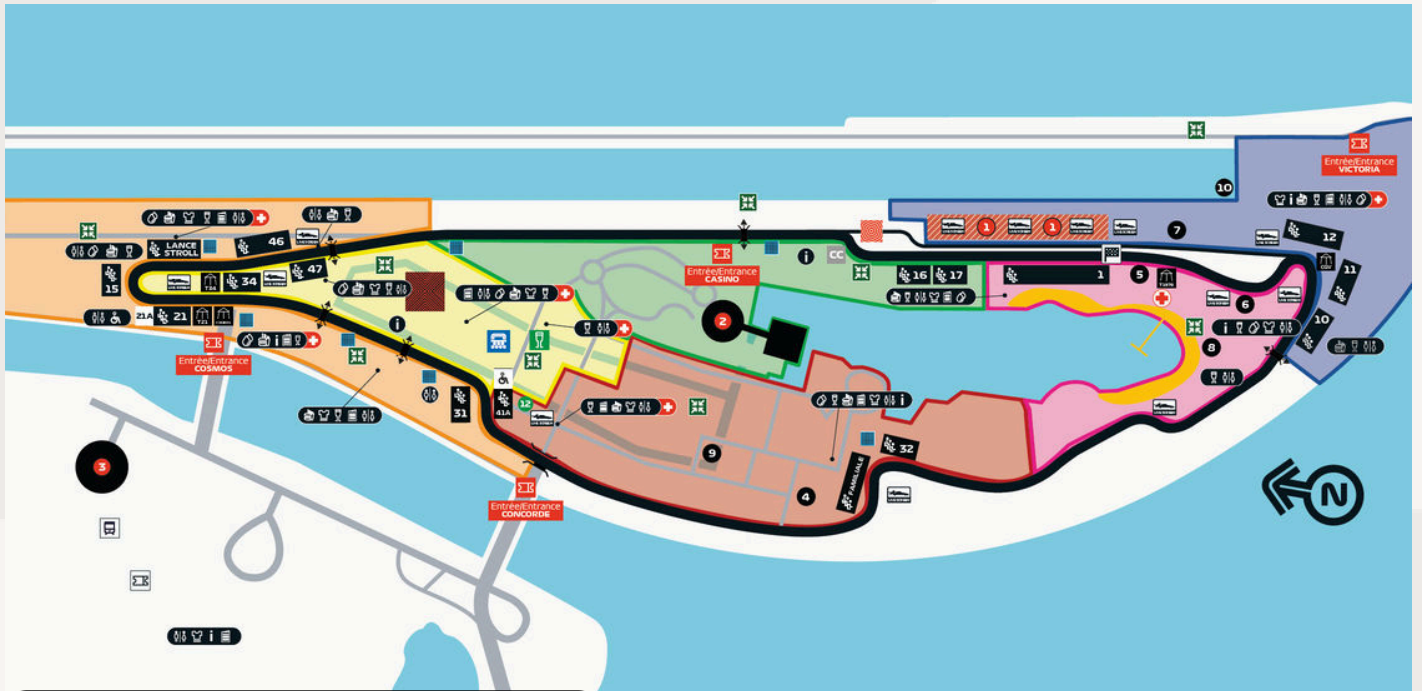 Entrée/Entrance
VICTORIA
10
12
11
10
7
1
1
LANCE
STROLL
46
47
15
34
T24
21A
21
T21
Entrée/Entrance
COSMOS
i
i
31
41A
12
Entrée/Entrance
CASINO
i
CC
16
17
1
5
6
8
i
2
3
Entrée/Entrance
CONCORDE
9
4
FAMILIALE
32
i
i
i
N